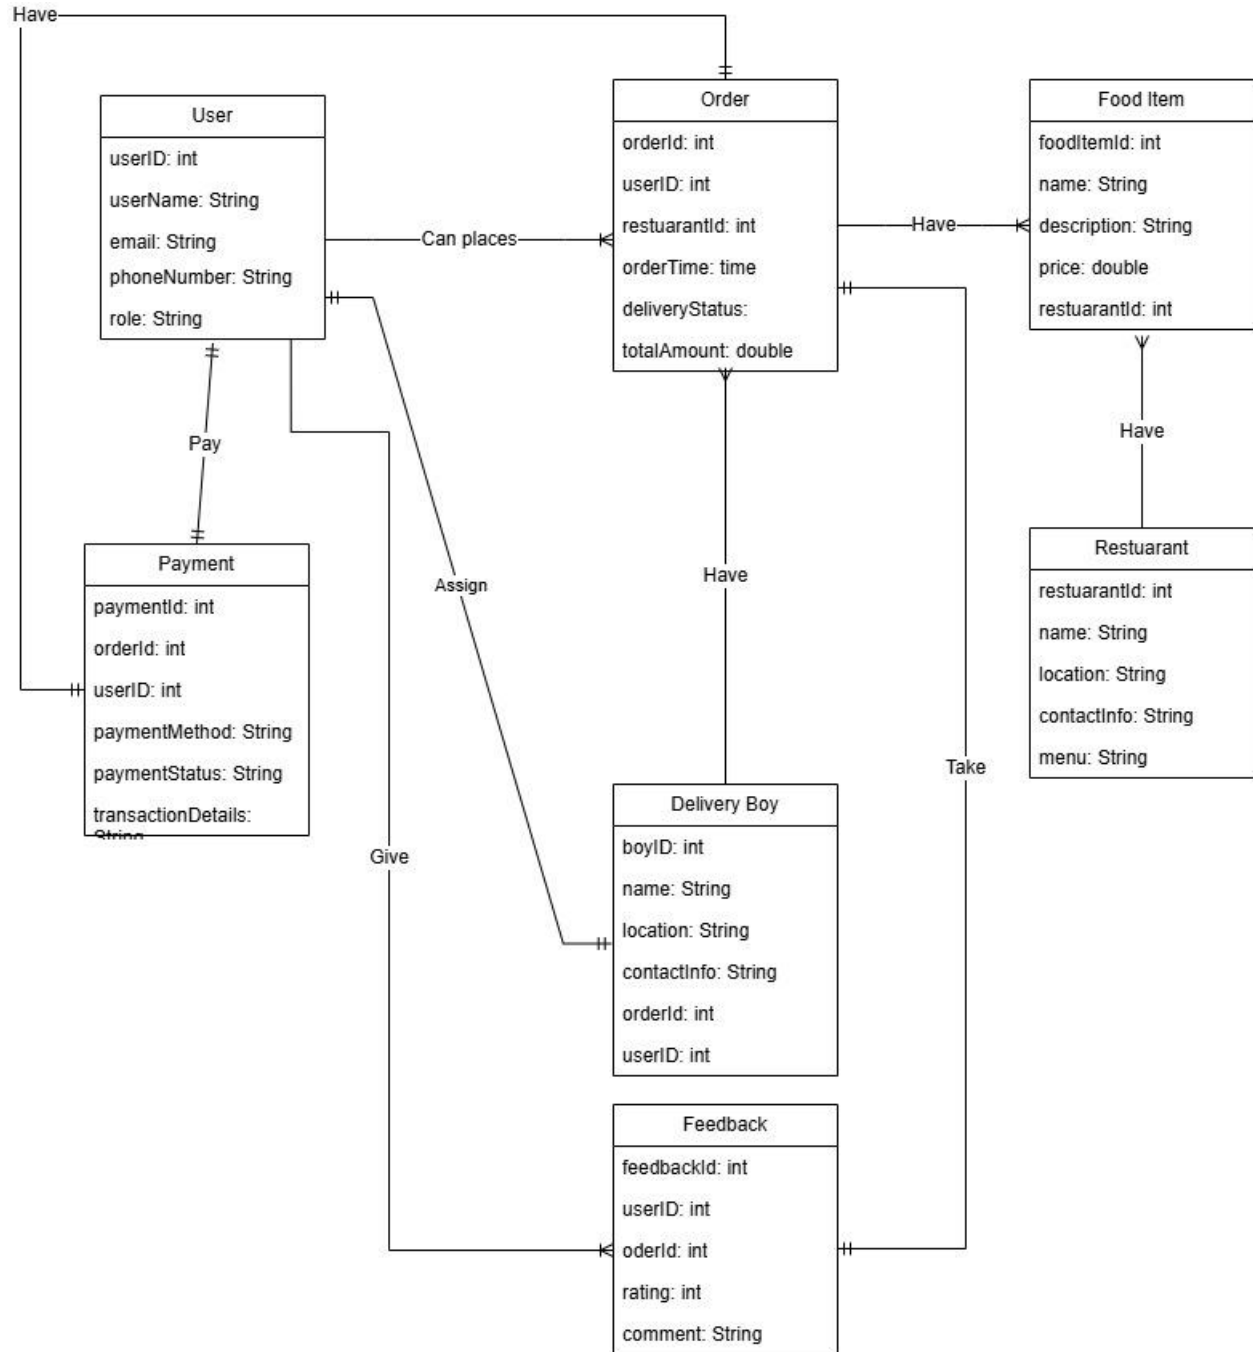 Have
User
userID: int
userName: String
email: String
phoneNumber: String
role: String
Can places
Order
orderId: int
userID: int
restuarantId: int
orderTime: time
deliveryStatus:
totalAmount: double
Have
Food Item
foodItemId: int
name: String
description: String
price: double
restuarantId: int
Pay
Have
Payment
paymentId: int
orderId: int
userID: int
paymentMethod: String
paymentStatus: String
transactionDetails:
String
Assign
Have
Restuarant
restuarantId: int
name: String
location: String
contactInfo: String
menu: String
Take
Give
Delivery Boy
boyID: int
name: String
location: String
contactInfo: String
orderId: int
userID: int
Feedback
feedbackId: int
userID: int
oderId: int
rating: int
comment: String